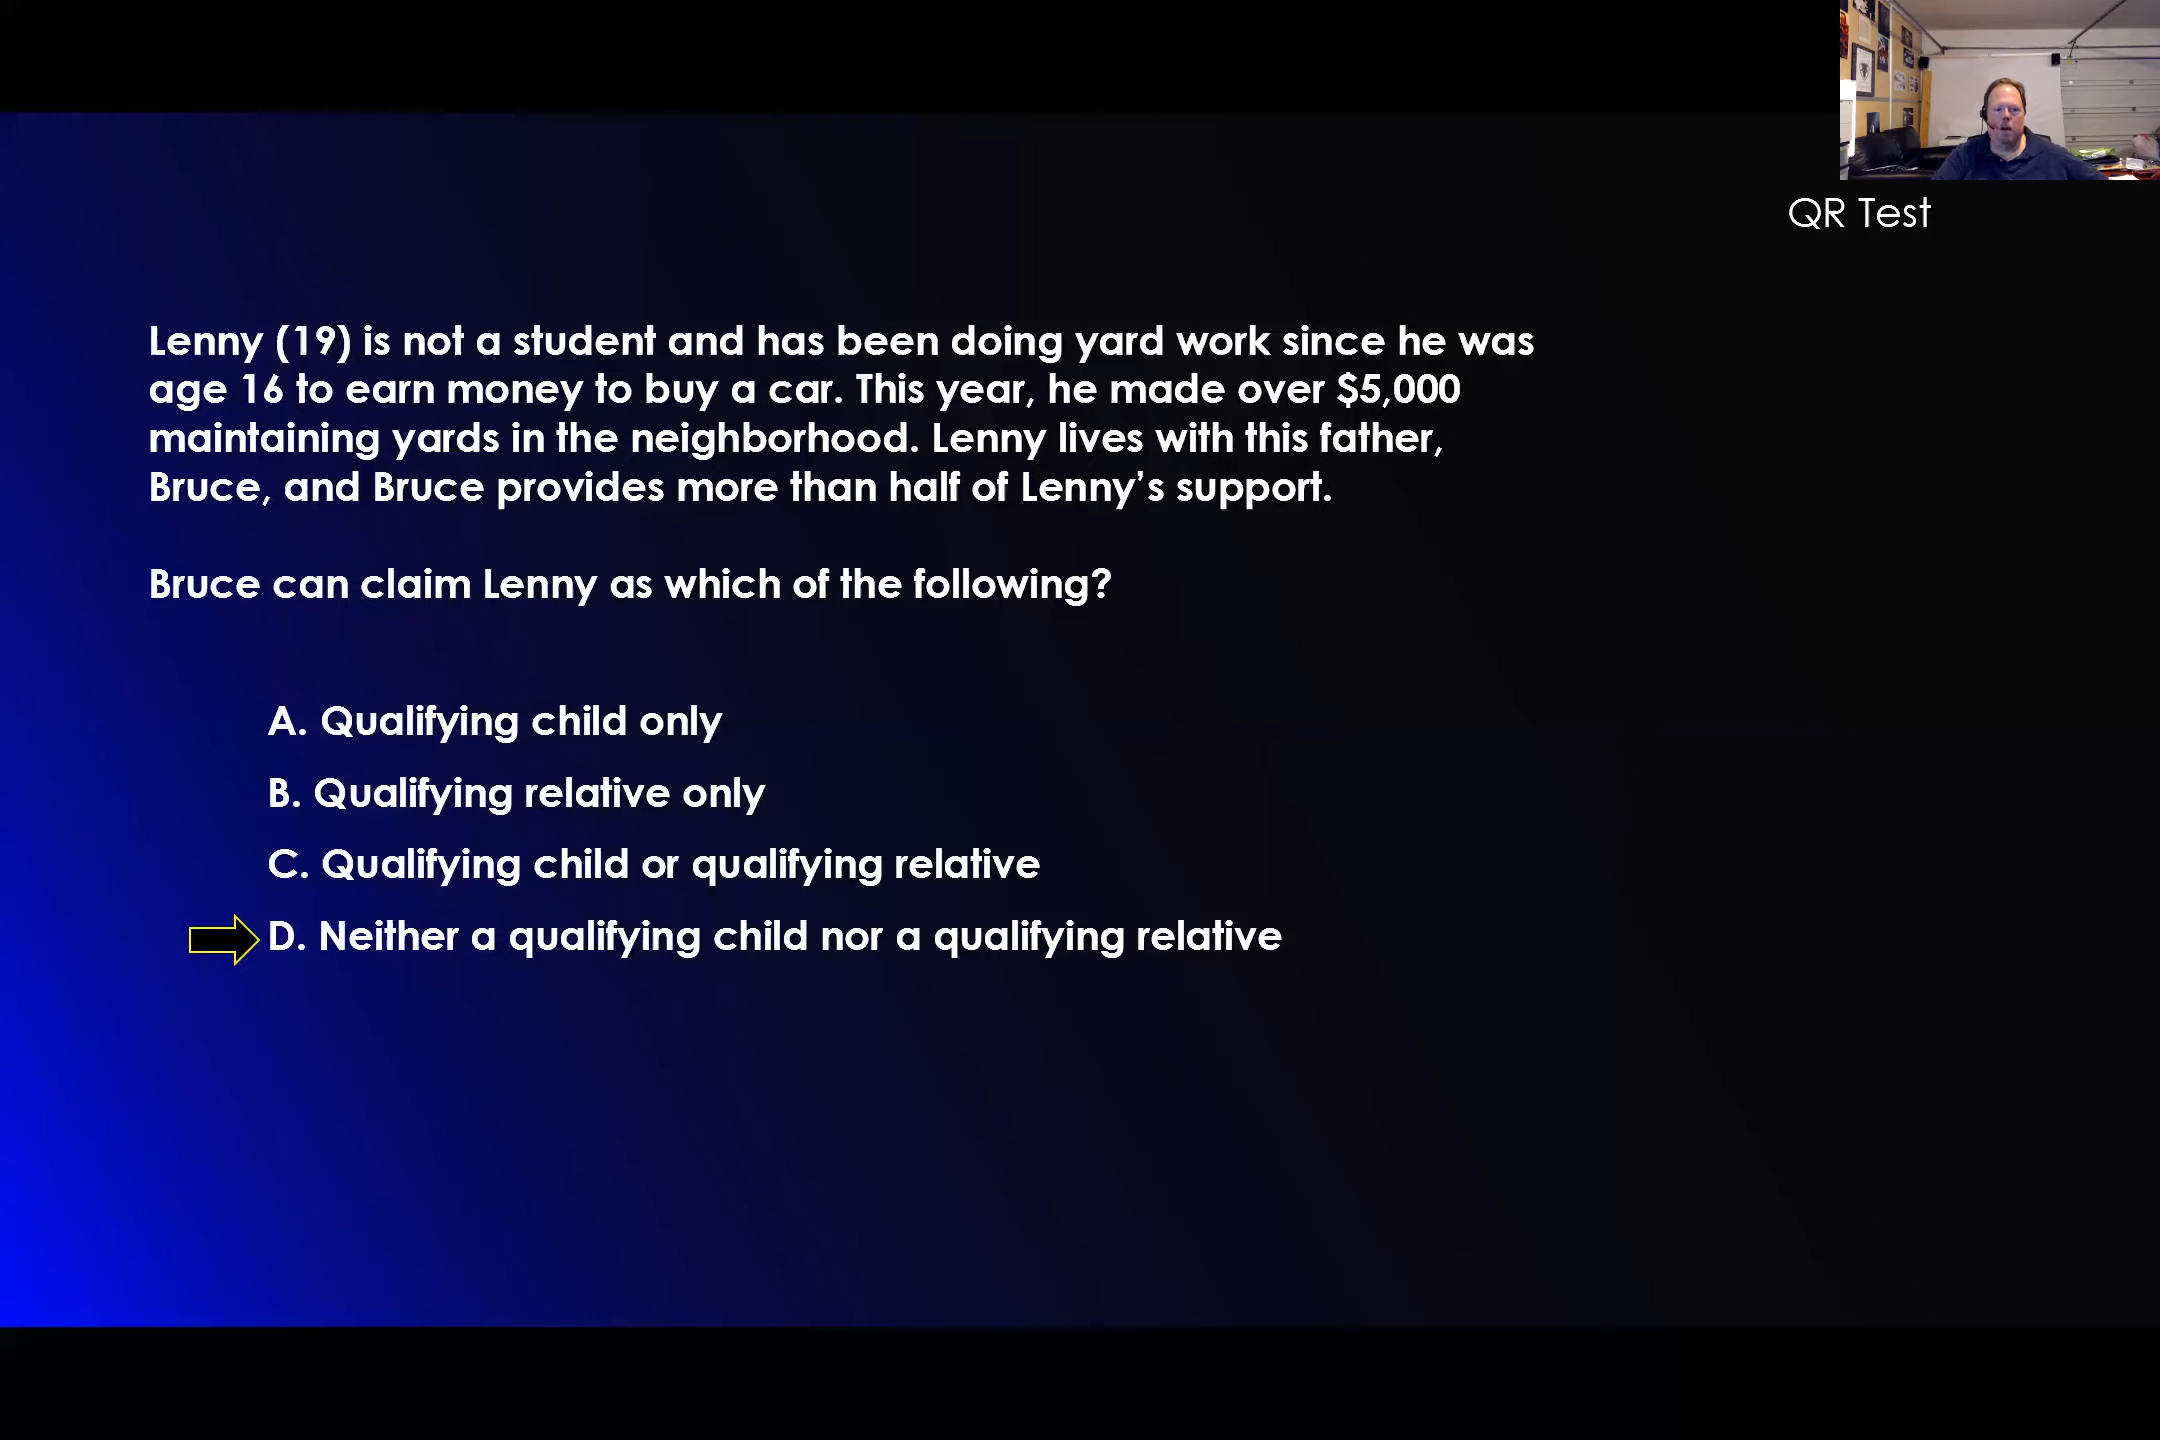 QR Test
Lenny (19) is not a student and has been doing yard work since he was
age 16 to earn money to buy a car. This year, he made over $5,000
maintaining yards in the neighborhood. Lenny lives with this father,
Bruce, and Bruce provides more than half of Lenny’s support.
Bruce can claim Lenny as which of the following?
A. Qualifying child only
B. Qualifying relative only
C. Qualifying child or qualifying relative
D. Neither a qualifying child nor a qualifying relative